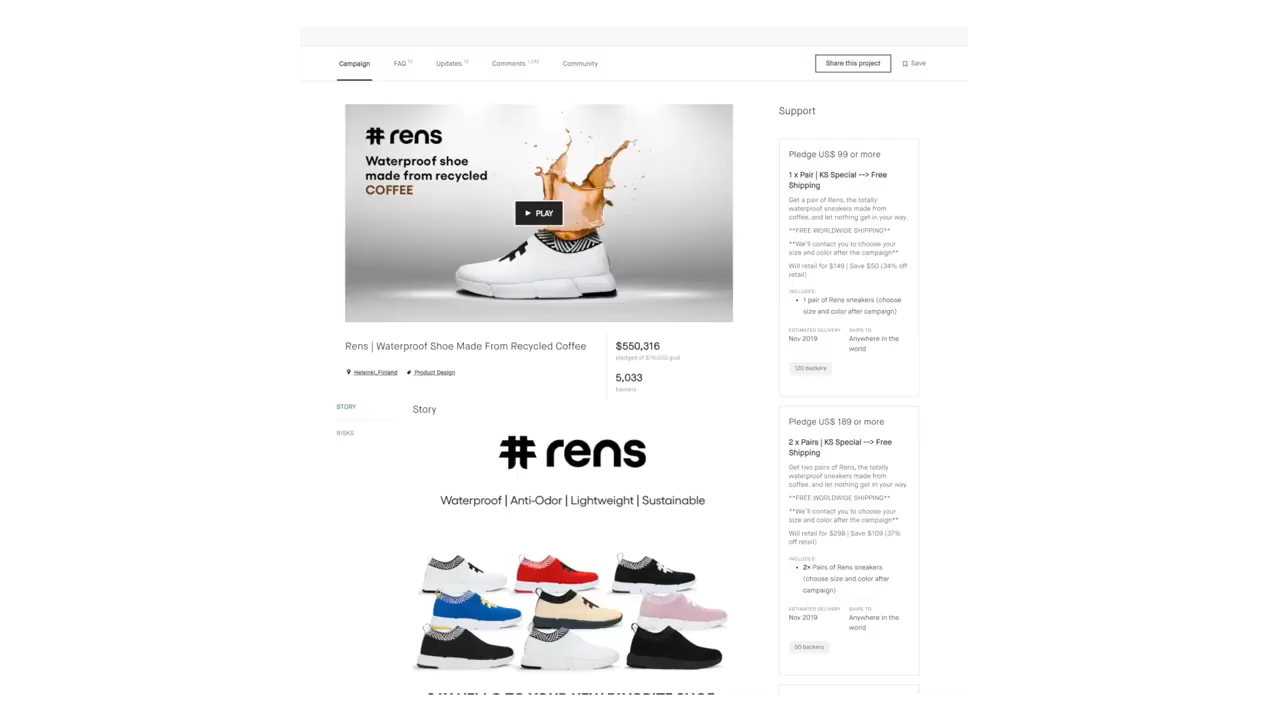 Campaign
FAQ
Updates
Comments 1,242
Community
Share this project
Save
rens
Waterproof shoe
made from recycled
COFFEE
PLAY
Rens | Waterproof Shoe Made From Recycled Coffee
Helsinki, Finland
Product Design
$550,316
pledged of goal
5,033
backers
STORY
RISKS
Story
rens
Waterproof | Anti-Odor | Lightweight | Sustainable
Support
Pledge US$ 99 or more
1 x Pair | KS Special --> Free
Shipping
Get a pair of Rens, the totally
waterproof sneakers made from
coffee, and let nothing get in your way.
**FREE WORLDWIDE SHIPPING**
**We'll contact you to choose your
size and color after the campaign**
Will retail for $149 | Save $50 (34% off
retail)
INCLUDES:
• 1 pair of Rens sneakers (choose
size and color after campaign)
ESTIMATED DELIVERY
Nov 2019
SHIPS TO
Anywhere in the
world
120 backers
Pledge US$ 189 or more
2 x Pairs | KS Special --> Free
Shipping
Get two pairs of Rens, the totally
waterproof sneakers made from
coffee, and let nothing get in your way.
**FREE WORLDWIDE SHIPPING**
**We'll contact you to choose your
size and color after the campaign**
Will retail for $298 | Save $109 (37%
off retail)
INCLUDES:
• 2× Pairs of Rens sneakers
(choose size and color after
campaign)
ESTIMATED DELIVERY
Nov 2019
SHIPS TO
Anywhere in the
world
50 backers